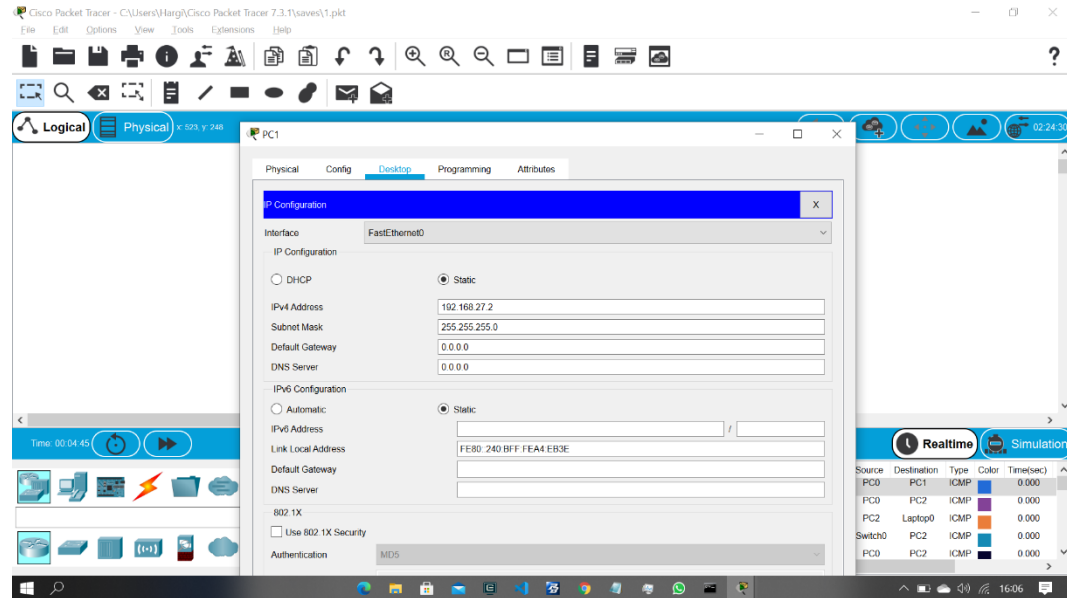 Cisco Packet Tracer - C:\Users\Hargi\Cisco Packet Tracer 7.3.1\saves\1.pkt
File Edit Options View Tools Extensions Help
?
Logical Physical x: 523, y: 248 02:24:30
PC1
Physical Config Desktop Programming Attributes
IP Configuration X
Interface FastEthernet0
IP Configuration
DHCP Static
IPv4 Address 192.168.27.2
Subnet Mask 255.255.255.0
Default Gateway 0.0.0.0
DNS Server 0.0.0.0
IPv6 Configuration
Automatic Static
IPv6 Address /
Link Local Address FE80::240:BFF:FEA4:EB3E
Default Gateway
DNS Server
802.1X
Use 802.1X Security
Authentication MD5
Time: 00:04:45 Realtime Simulation
Source Destination Type Color Time(sec)
PC0 PC1 ICMP 0.000
PC0 PC2 ICMP 0.000
PC2 Laptop0 ICMP 0.000
Switch0 PC2 ICMP 0.000
PC0 PC2 ICMP 0.000
16:06